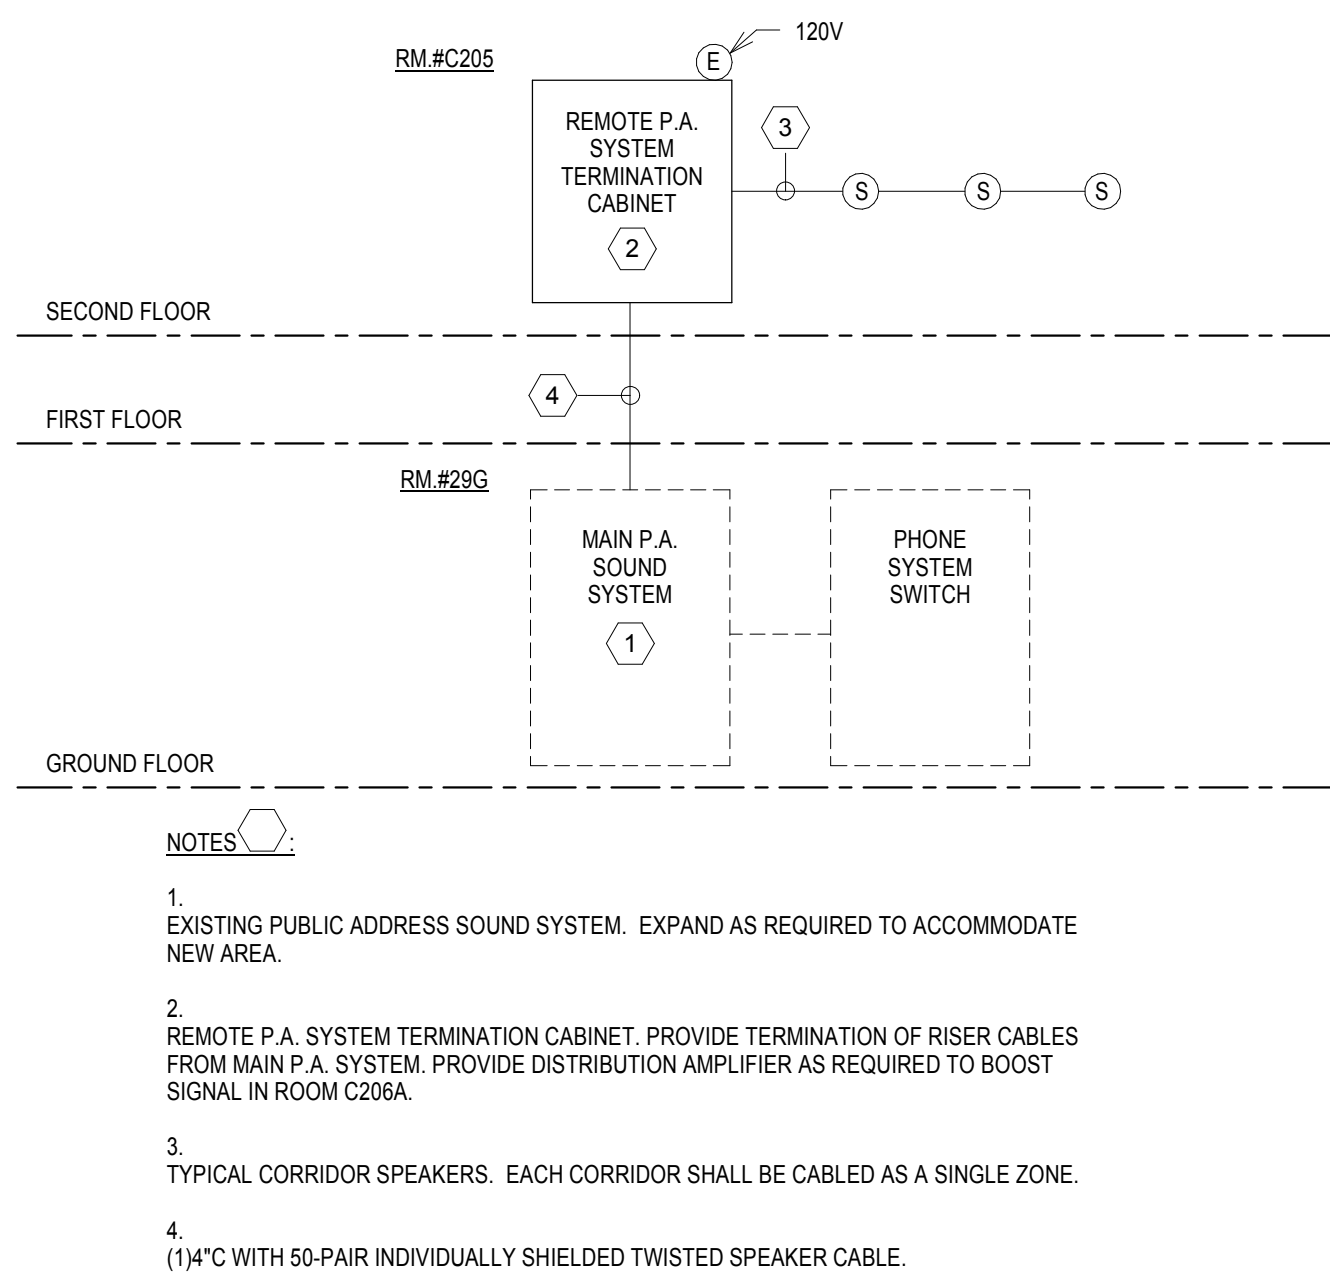 120V
RM.#C205
E
REMOTE P.A.
SYSTEM
TERMINATION
CABINET
2
3
S S S
SECOND FLOOR
4
FIRST FLOOR
RM.#29G
MAIN P.A.
SOUND
SYSTEM
1
PHONE
SYSTEM
SWITCH
GROUND FLOOR
NOTES :
1.
EXISTING PUBLIC ADDRESS SOUND SYSTEM. EXPAND AS REQUIRED TO ACCOMMODATE
NEW AREA.
2.
REMOTE P.A. SYSTEM TERMINATION CABINET. PROVIDE TERMINATION OF RISER CABLES
FROM MAIN P.A. SYSTEM. PROVIDE DISTRIBUTION AMPLIFIER AS REQUIRED TO BOOST
SIGNAL IN ROOM C206A.
3.
TYPICAL CORRIDOR SPEAKERS. EACH CORRIDOR SHALL BE CABLED AS A SINGLE ZONE.
4.
(1)4"C WITH 50-PAIR INDIVIDUALLY SHIELDED TWISTED SPEAKER CABLE.